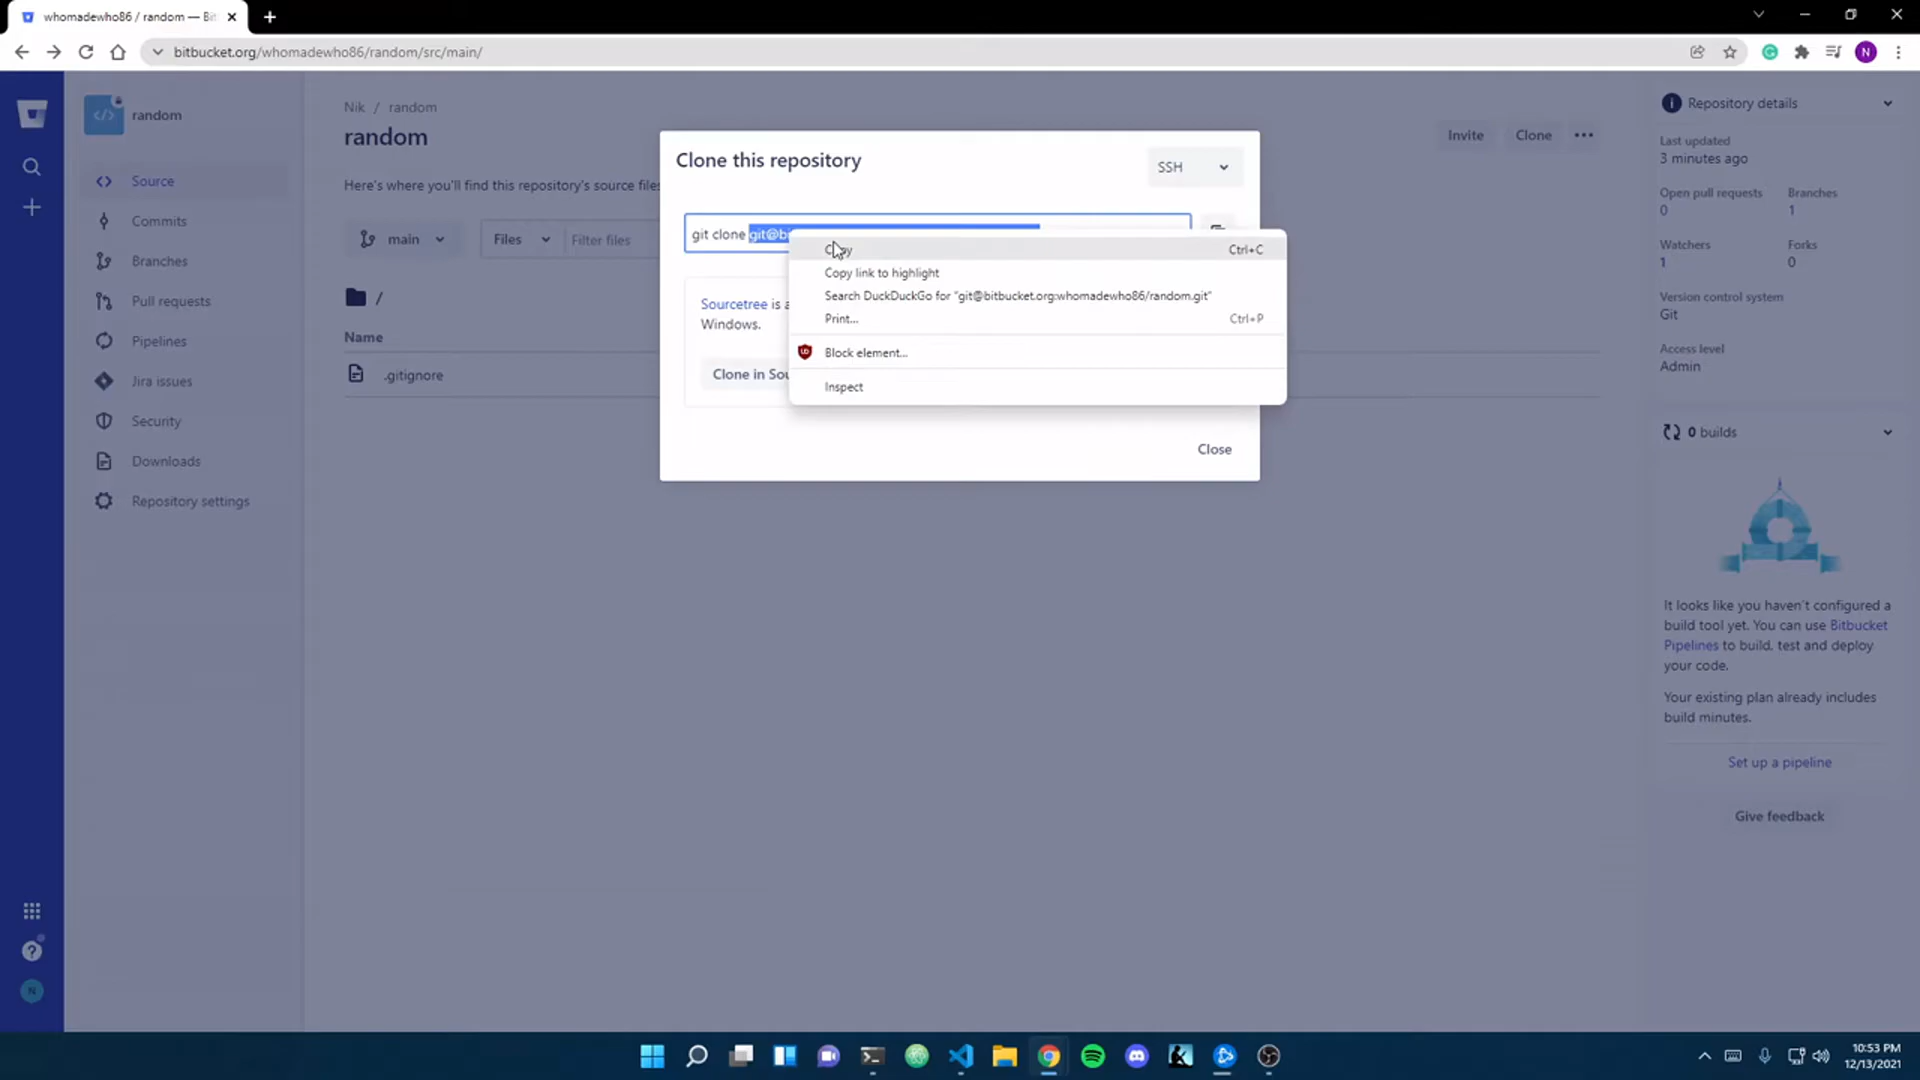 whomadewho86 / random — Bi
bitbucket.org/whomadewho86/random/src/main/
N
random
Source
Commits
Branches
Pull requests
Pipelines
Jira issues
Security
Downloads
Repository settings
N
Nik / random
random
Here's where you'll find this repository's source files
main
Files
Filter files
/
Name
.gitignore
Invite
Clone
Clone this repository
SSH
git clone git@bi
Sourcetree is a
Windows.
Clone in Sou
Close
Copy Ctrl+C
Copy link to highlight
Search DuckDuckGo for "git@bitbucket.org:whomadewho86/random.git"
Print... Ctrl+P
Block element...
Inspect
Repository details
Last updated
3 minutes ago
Open pull requests Branches
0 1
Watchers Forks
1 0
Version control system
Git
Access level
Admin
0 builds
It looks like you haven't configured a
build tool yet. You can use Bitbucket
Pipelines to build, test and deploy
your code.
Your existing plan already includes
build minutes.
Set up a pipeline
Give feedback
10:53 PM
12/13/2021